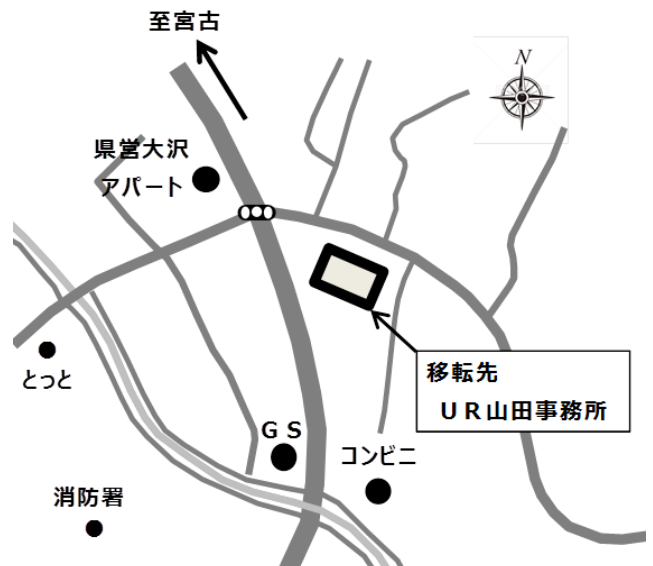 至宮古
N
県営大沢
アパート
移転先
UR山田事務所
とっと
GS
コンビニ
消防署